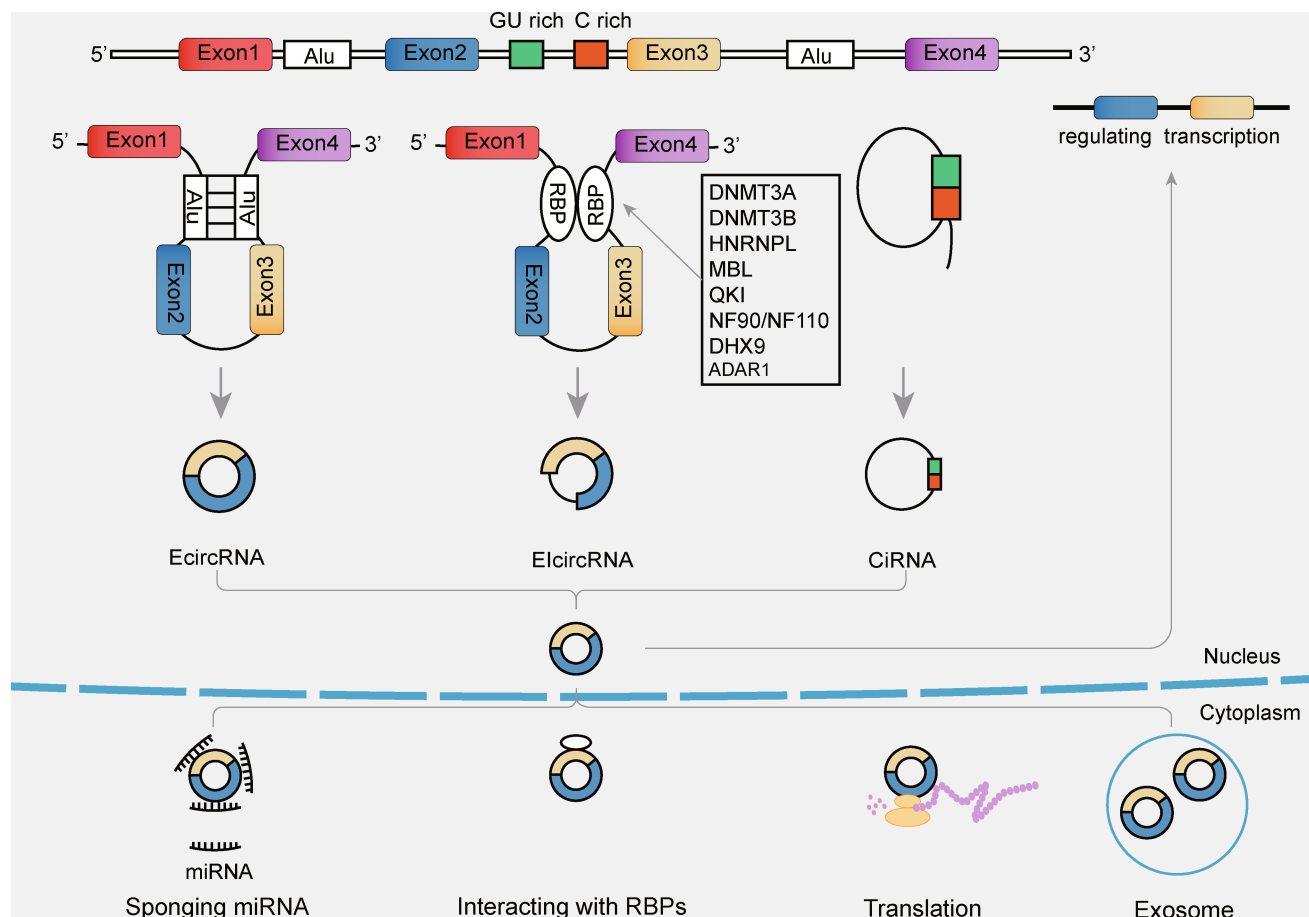 GU rich C rich
5' Exon1 Alu Exon2 Exon3 Alu Exon4 3'
regulating transcription
5' Exon1 Exon4 3'
Alu Alu
Exon2 Exon3
5' Exon1 Exon4 3'
RBP RBP
Exon2 Exon3
DNMT3A
DNMT3B
HNRNPL
MBL
QKI
NF90/NF110
DHX9
ADAR1
EcircRNA EIcircRNA CiRNA
Nucleus
Cytoplasm
miRNA
Sponging miRNA Interacting with RBPs Translation Exosome